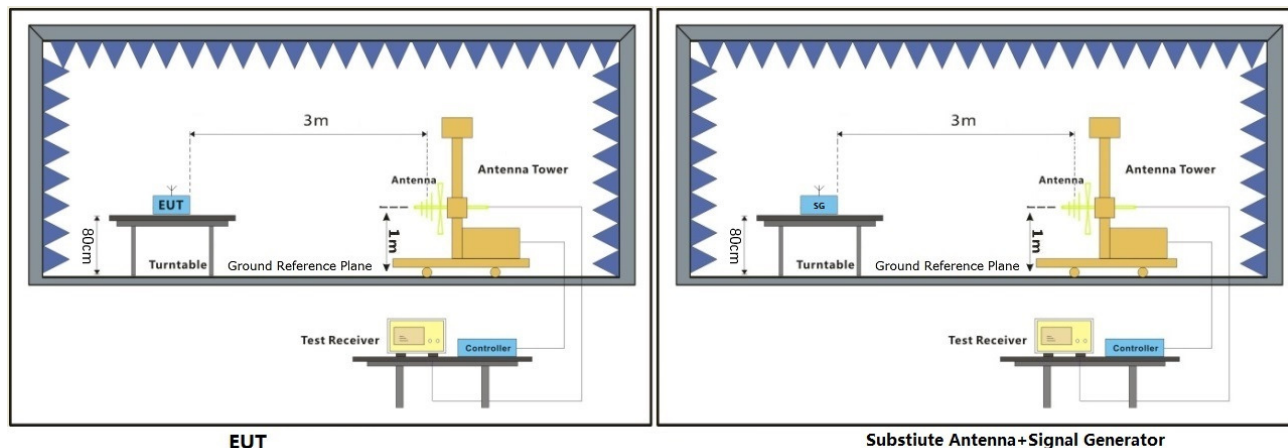 3m
Antenna
Antenna Tower
EUT
80cm
1m
Turntable
Ground Reference Plane
Test Receiver
Controller
EUT
3m
Antenna
Antenna Tower
SG
80cm
1m
Turntable
Ground Reference Plane
Test Receiver
Controller
Substiute Antenna+Signal Generator